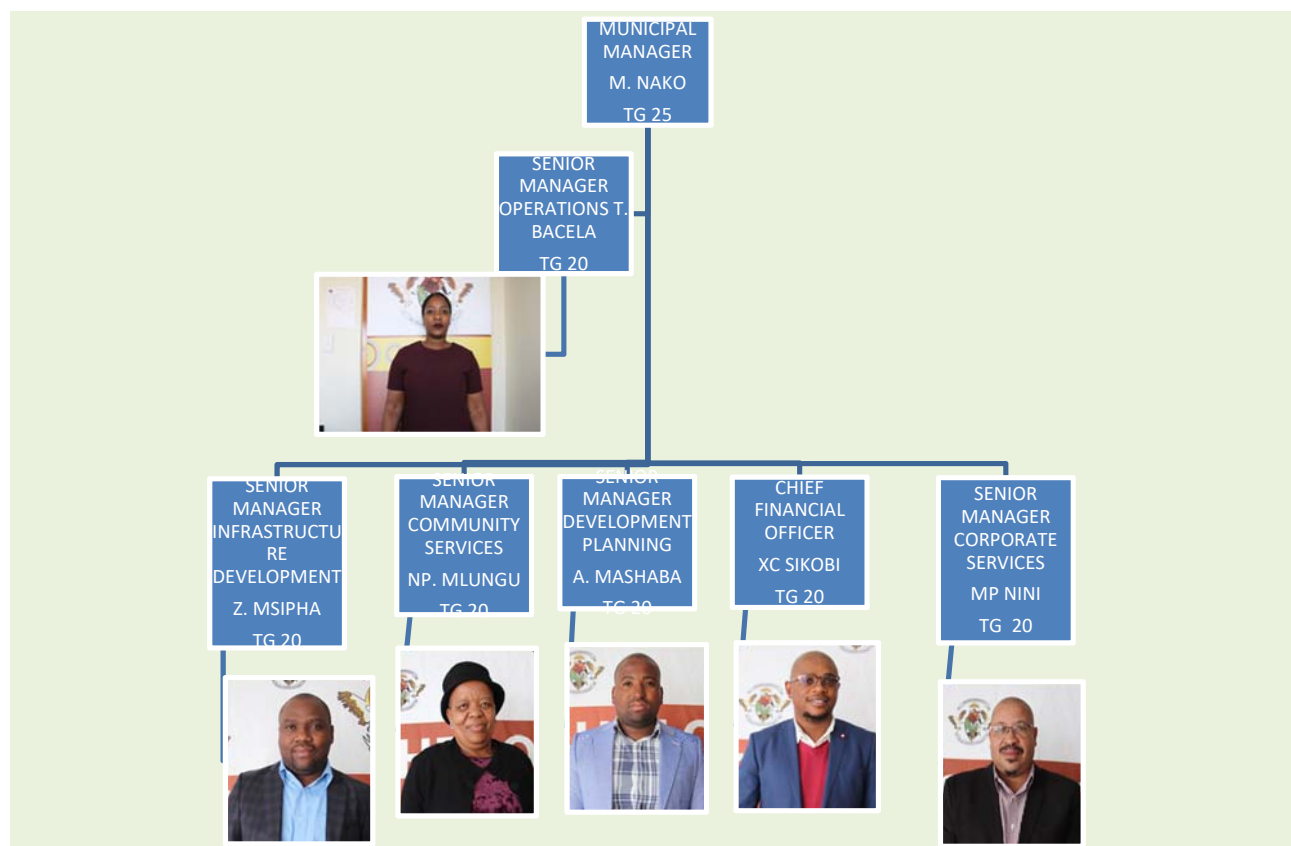 MUNICIPAL
MANAGER
M. NAKO
TG 25
SENIOR
MANAGER
OPERATIONS T.
BACELA
TG 20
SENIOR
MANAGER
INFRASTRUCTU
RE
DEVELOPMENT
Z. MSIPHA
TG 20
SENIOR
MANAGER
COMMUNITY
SERVICES
NP. MLUNGU
TG 20
SENIOR
MANAGER
DEVELOPMENT
PLANNING
A. MASHABA
TG 20
CHIEF
FINANCIAL
OFFICER
XC SIKOBI
TG 20
SENIOR
MANAGER
CORPORATE
SERVICES
MP NINI
TG 20